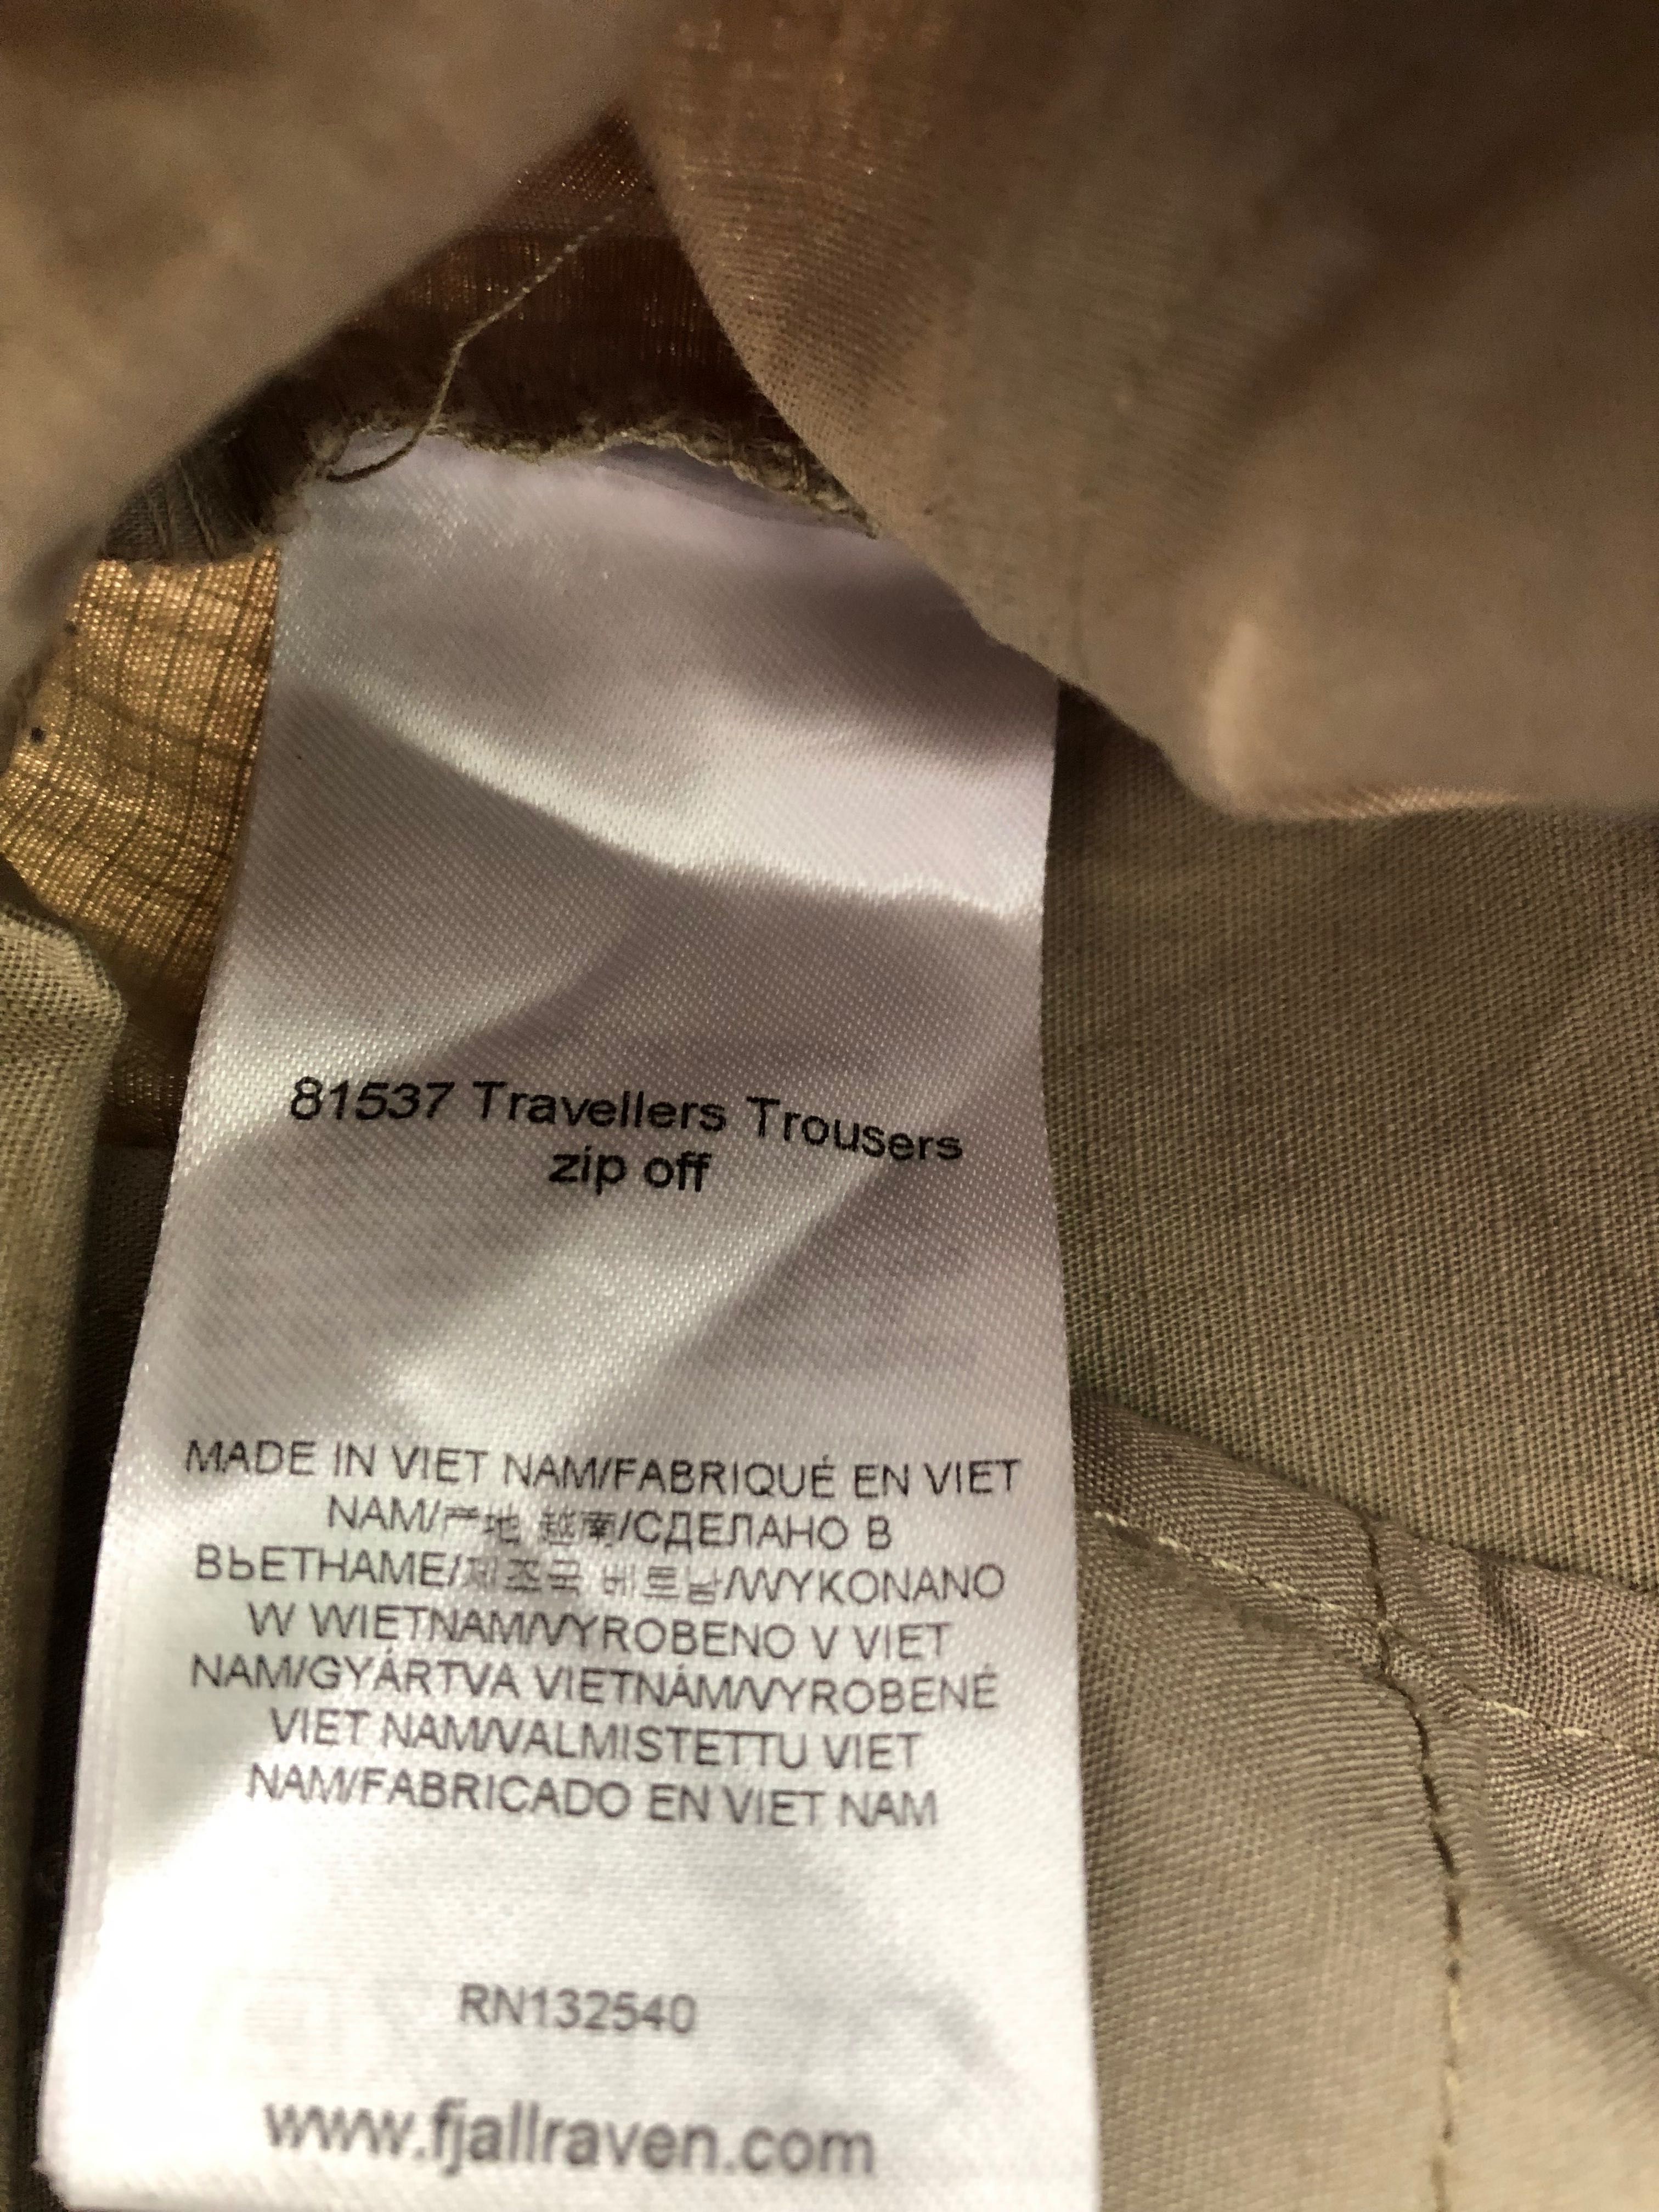 81537 Travellers Trousers
zip off
MADE IN VIET NAM/FABRIQUÉ EN VIET
NAM/产地 越南/СДЕЛАНО В
ВЬЕТНАМЕ/제조국 베트남/WYKONANO
W WIETNAM/VYROBENO V VIET
NAM/GYÁRTVA VIETNÁM/VYROBENÉ
VIET NAM/VALMISTETTU VIET
NAM/FABRICADO EN VIET NAM
RN132540
www.fjallraven.com